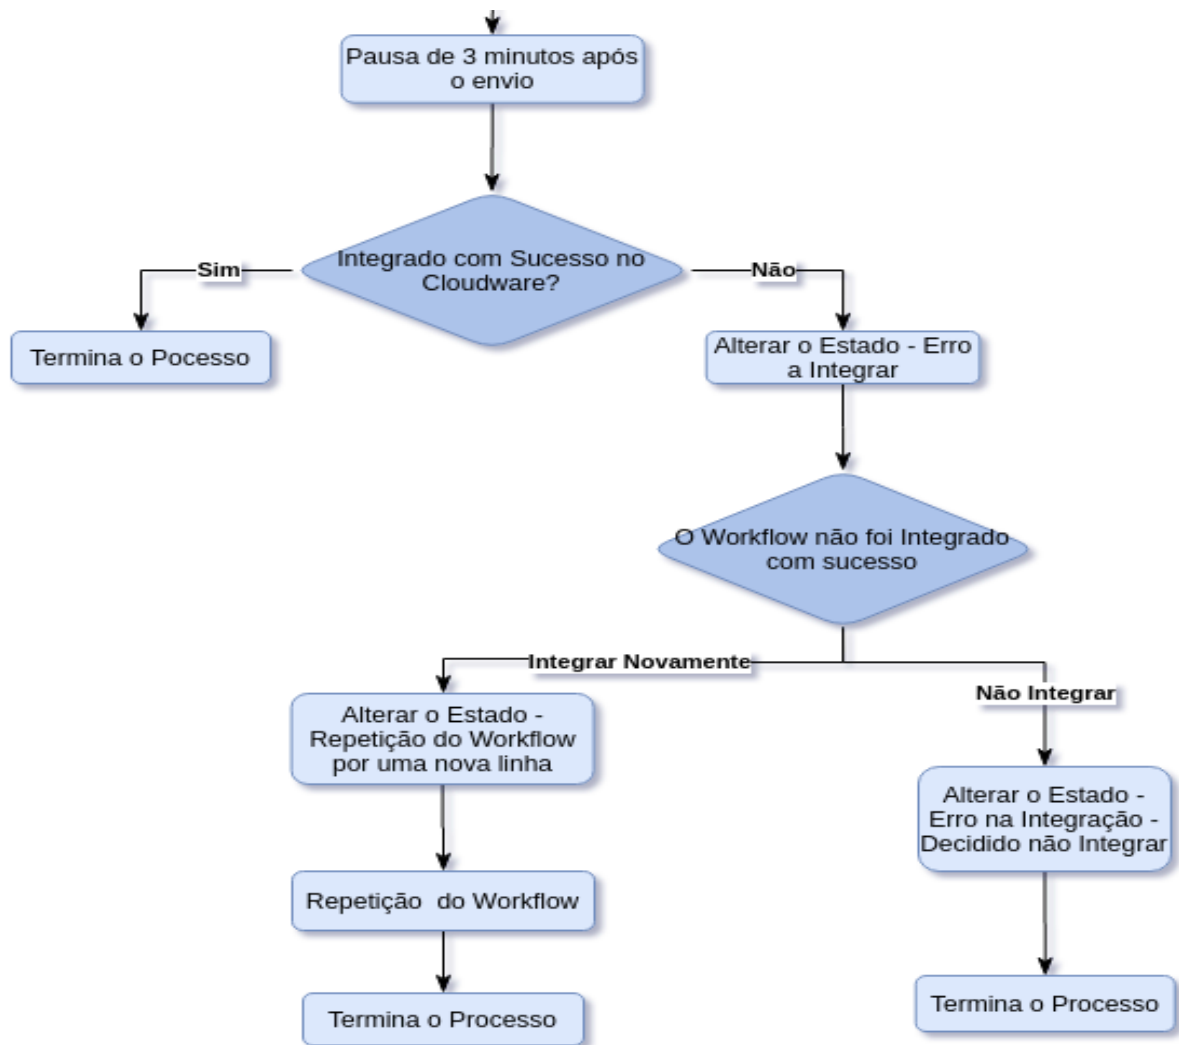 Pausa de 3 minutos após
o envio
Integrado com Sucesso no
Cloudware?
Sim
Não
Termina o Pocesso
Alterar o Estado - Erro
a Integrar
O Workflow não foi Integrado
com sucesso
Integrar Novamente
Não Integrar
Alterar o Estado -
Repetição do Workflow
por uma nova linha
Alterar o Estado -
Erro na Integração -
Decidido não Integrar
Repetição  do Workflow
Termina o Processo
Termina o Processo